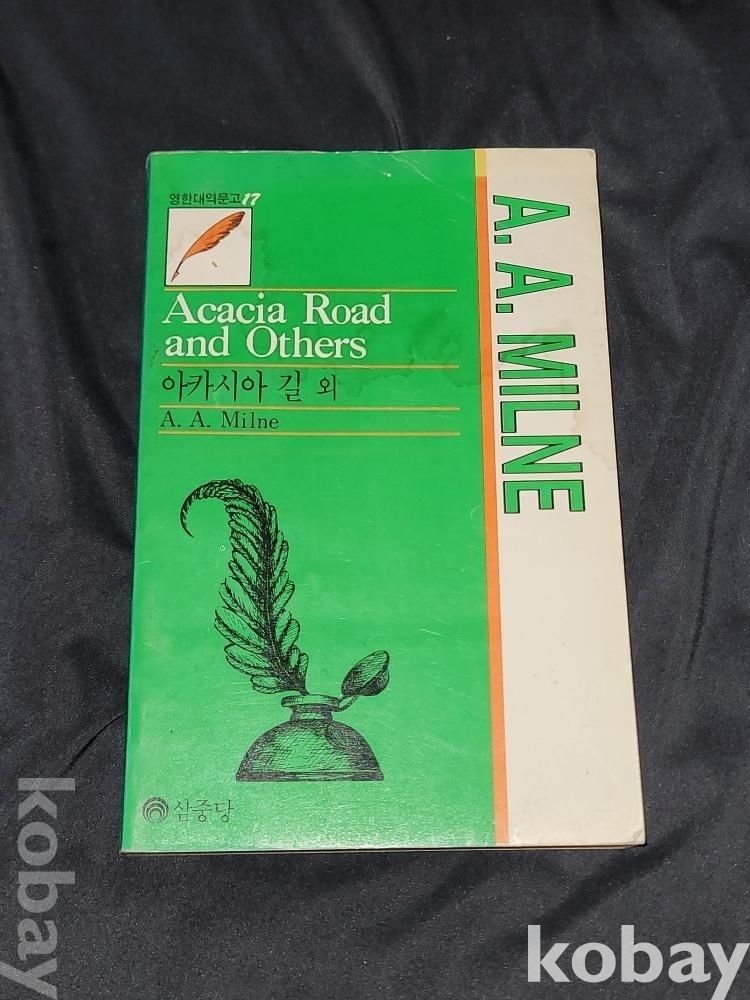 영한대역문고 17
Acacia Road
and Others
아카시아 길 외
A. A. Milne
A. A. MILNE
삼중당
kobay
kobay